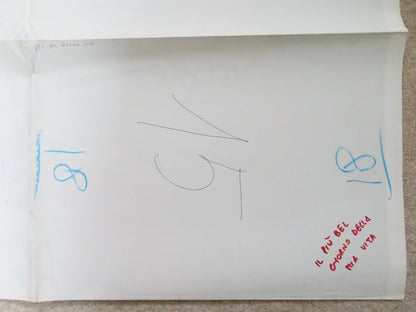 18
15
18
IL PIÙ BEL
GIORNO DELLA
MIA VITA